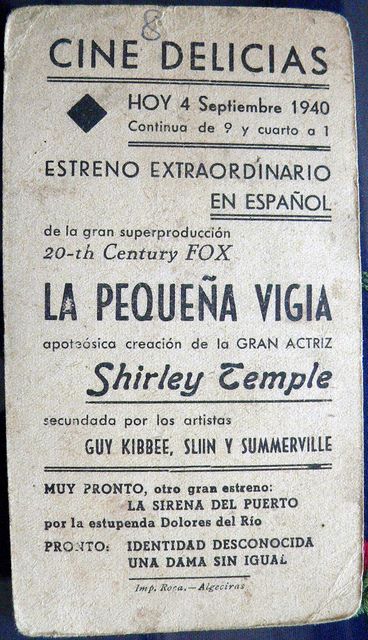 8
CINE DELICIAS
HOY 4 Septiembre 1940
Continua de 9 y cuarto a 1
ESTRENO EXTRAORDINARIO
EN ESPAÑOL
de la gran superproducción
20-th Century FOX
LA PEQUEÑA VIGIA
apoteósica creación de la GRAN ACTRIZ
Shirley Temple
secundada por los artistas
GUY KIBBEE, SLIIN Y SUMMERVILLE
MUY PRONTO, otro gran estreno:
LA SIRENA DEL PUERTO
por la estupenda Dolores del Río
PRONTO: IDENTIDAD DESCONOCIDA
UNA DAMA SIN IGUAL
Imp. Roca.—Algeciras